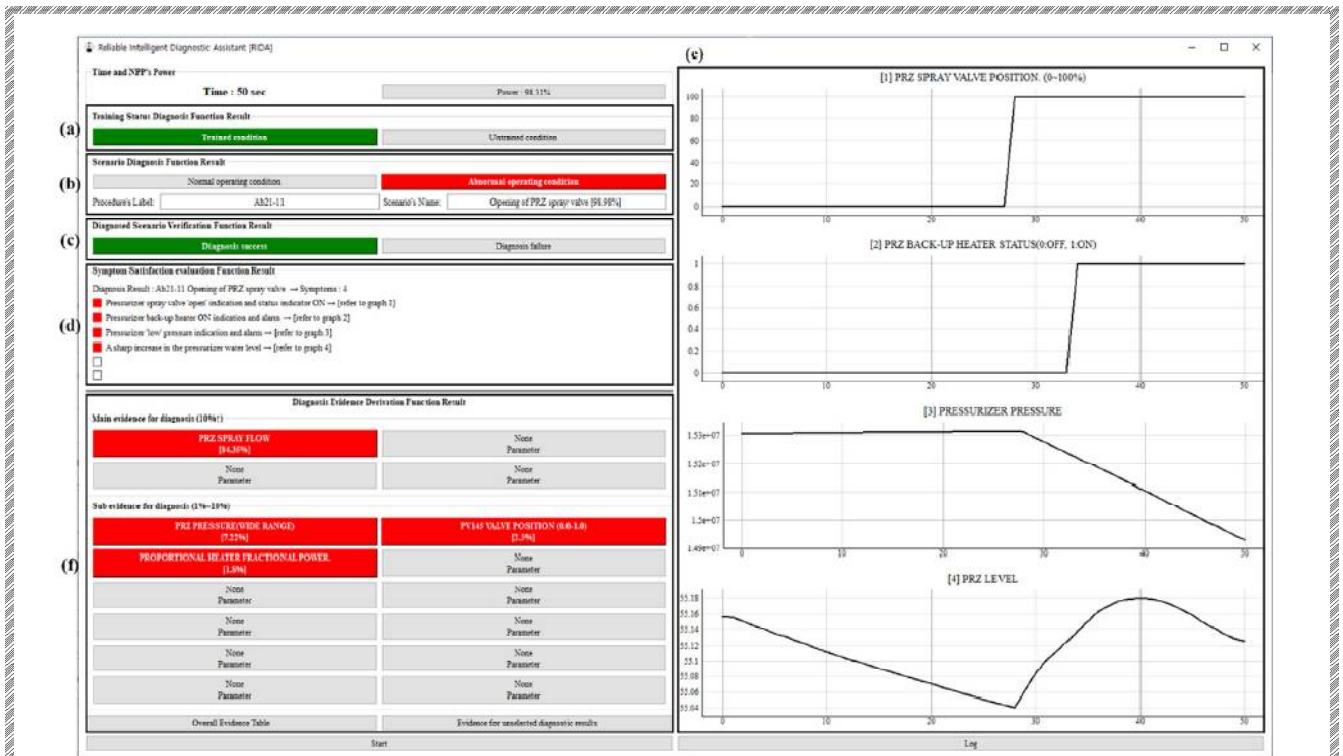 Reliable Intelligent Diagnostic Assistant [RIDA]
Time and NPP's Power
Time : 50 sec
Power : 98.31%
(a)
Training Status Diagnosis Function Result
Trained condition
Untrained condition
(b)
Scenario Diagnosis Function Result
Normal operating condition
Abnormal operating condition
Procedure's Label:
Ab21-11
Scenario's Name:
Opening of PRZ spray valve [98.98%]
(c)
Diagnosed Scenario Verification Function Result
Diagnosis success
Diagnosis failure
(d)
Symptom Satisfaction evaluation Function Result
Diagnosis Result : Ab21-11 Opening of PRZ spray valve → Symptoms : 4
Pressurizer spray valve 'open' indication and status indicator ON → [refer to graph 1]
Pressurizer back-up heater ON indication and alarm → [refer to graph 2]
Pressurizer 'low' pressure indication and alarm → [refer to graph 3]
A sharp increase in the pressurizer water level → [refer to graph 4]
(f)
Diagnosis Evidence Derivation Function Result
Main evidence for diagnosis (10%↑)
PRZ SPRAY FLOW
[84.36%]
None
Parameter
None
Parameter
None
Parameter
Sub evidence for diagnosis (1%~10%)
PRZ PRESSURE(WIDE RANGE)
[7.22%]
PV145 VALVE POSITION (0.0-1.0)
PROPORTIONAL HEATER FRACTIONAL POWER.
None
Parameter
None
Parameter
None
Parameter
None
Parameter
None
Parameter
None
Parameter
None
Parameter
None
Parameter
None
Parameter
Overall Evidence Table
Evidence for unselected diagnostic results
Start
(e)
[1] PRZ SPRAY VALVE POSITION. (0~100%)
100
80
60
40
20
0
0 10 20 30 40 50
[2] PRZ BACK-UP HEATER STATUS(0:OFF, 1:ON)
1
0.8
0.6
0.4
0.2
0
0 10 20 30 40 50
[3] PRESSURIZER PRESSURE
1.53e+07
1.52e+07
1.51e+07
1.5e+07
1.49e+07
0 10 20 30 40 50
[4] PRZ LEVEL
55.18
55.16
55.14
55.12
55.1
55.08
55.06
55.04
0 10 20 30 40 50
Log